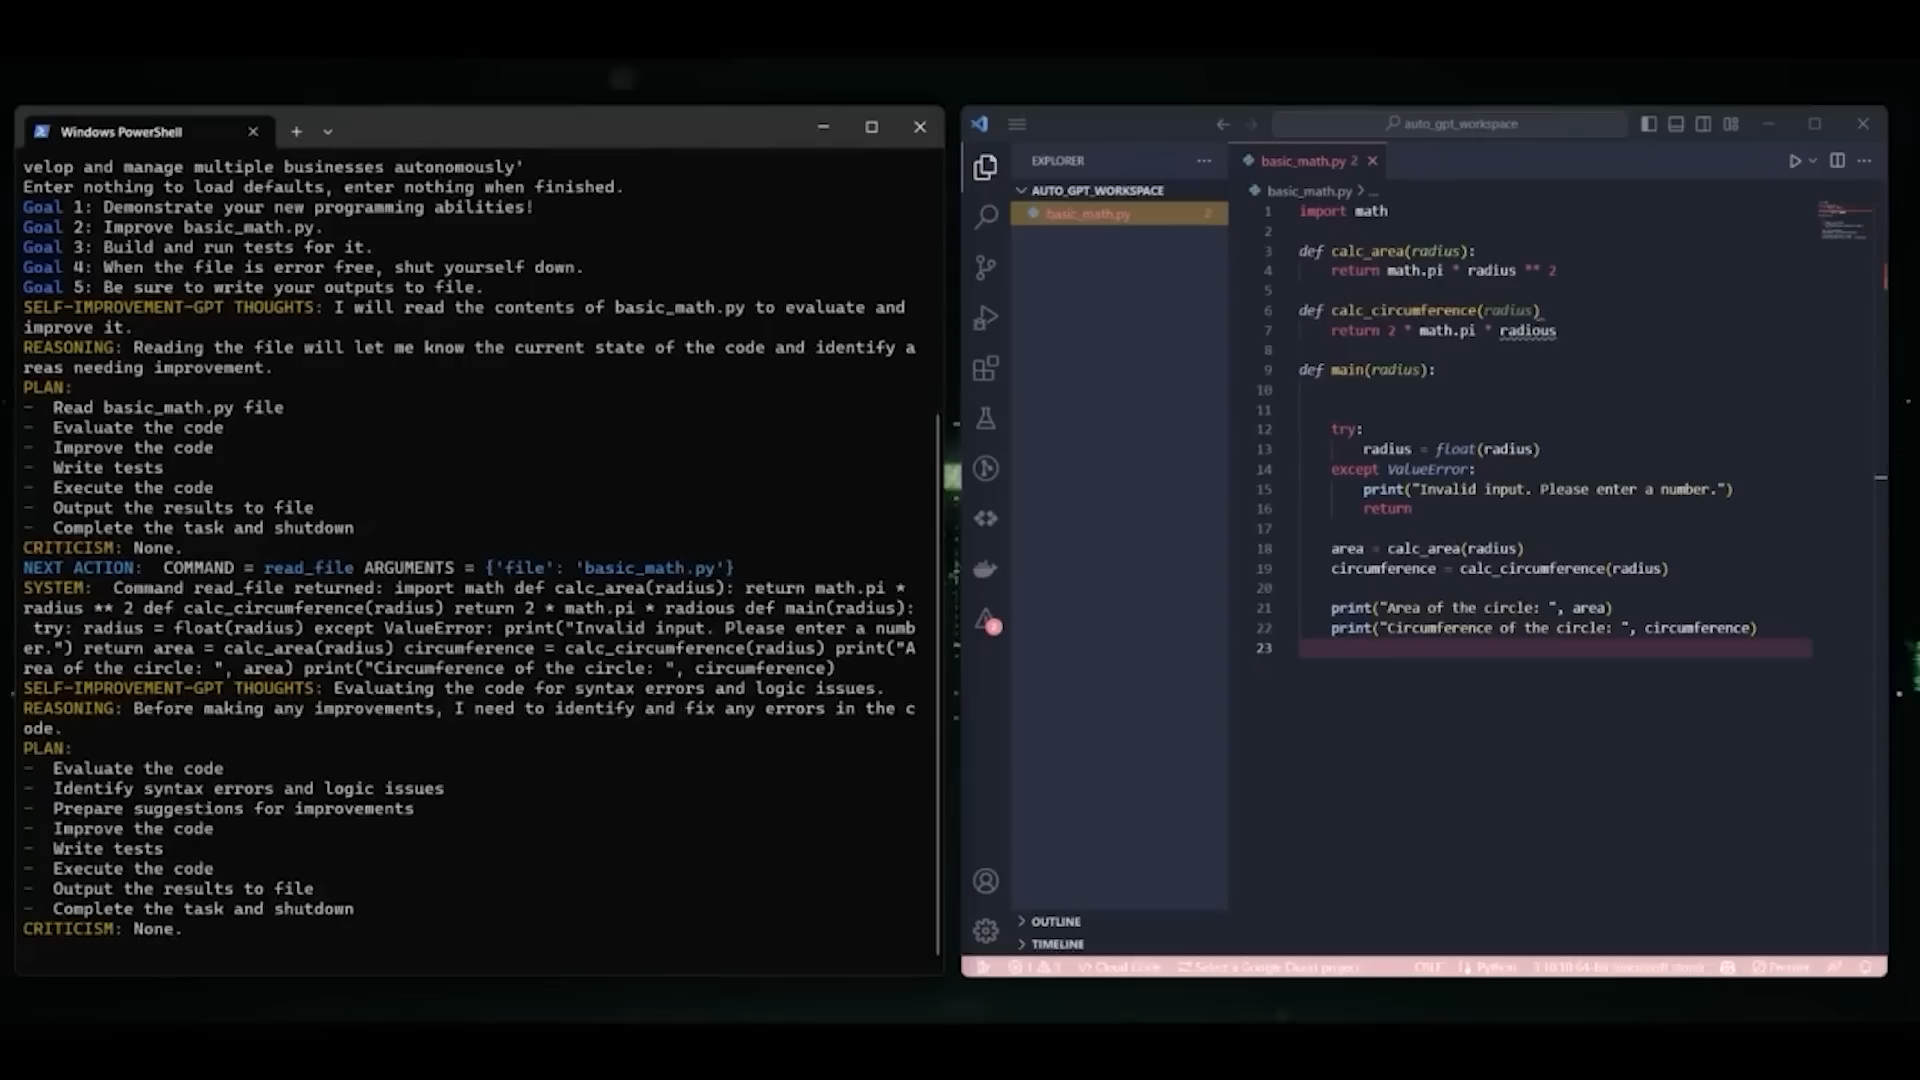 Windows PowerShell
velop and manage multiple businesses autonomously'
Enter nothing to load defaults, enter nothing when finished.
Goal 1: Demonstrate your new programming abilities!
Goal 2: Improve basic_math.py.
Goal 3: Build and run tests for it.
Goal 4: When the file is error free, shut yourself down.
Goal 5: Be sure to write your outputs to file.
SELF-IMPROVEMENT-GPT THOUGHTS: I will read the contents of basic_math.py to evaluate and
improve it.
REASONING: Reading the file will let me know the current state of the code and identify a
reas needing improvement.
PLAN:
- Read basic_math.py file
- Evaluate the code
- Improve the code
- Write tests
- Execute the code
- Output the results to file
- Complete the task and shutdown
CRITICISM: None.
NEXT ACTION:  COMMAND = read_file ARGUMENTS = {'file': 'basic_math.py'}
SYSTEM:  Command read_file returned: import math def calc_area(radius): return math.pi *
radius ** 2 def calc_circumference(radius) return 2 * math.pi * radious def main(radius):
try: radius = float(radius) except ValueError: print("Invalid input. Please enter a numb
er.") return area = calc_area(radius) circumference = calc_circumference(radius) print("A
rea of the circle: ", area) print("Circumference of the circle: ", circumference)
SELF-IMPROVEMENT-GPT THOUGHTS: Evaluating the code for syntax errors and logic issues.
REASONING: Before making any improvements, I need to identify and fix any errors in the c
ode.
PLAN:
- Evaluate the code
- Identify syntax errors and logic issues
- Prepare suggestions for improvements
- Improve the code
- Write tests
- Execute the code
- Output the results to file
- Complete the task and shutdown
CRITICISM: None.
auto_gpt_workspace
EXPLORER
AUTO_GPT_WORKSPACE
basic_math.py 2
OUTLINE
TIMELINE
basic_math.py 2
basic_math.py > ...
1 import math
2
3 def calc_area(radius):
4 return math.pi * radius ** 2
5
6 def calc_circumference(radius)
7 return 2 * math.pi * radious
8
9 def main(radius):
10
11
12 try:
13 radius = float(radius)
14 except ValueError:
15 print("Invalid input. Please enter a number.")
16 return
17
18 area = calc_area(radius)
19 circumference = calc_circumference(radius)
20
21 print("Area of the circle: ", area)
22 print("Circumference of the circle: ", circumference)
23
Cloud Code Select a Google Cloud project CRLF Python Prettier